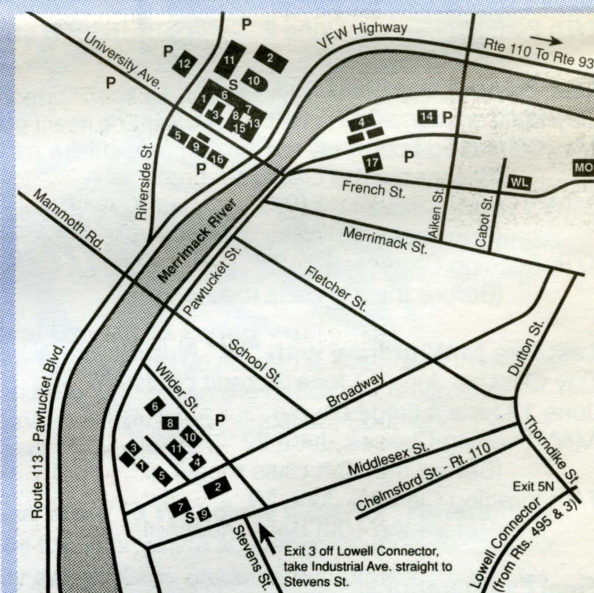 VFW Highway
Rte 110 To Rte 93
University Ave.
P
P
P
12
11
2
S
10
1
6
3
8
7
15
13
5
9
16
P
Riverside St.
4
14 P
17
P
French St.
WL
MO
Aiken St.
Cabot St.
Merrimack St.
Mammoth Rd.
Merrimack River
Pawtucket St.
Fletcher St.
School St.
Broadway
Dutton St.
Wilder St.
6
8
P
10
3
11
1
4
5
2
7
S
9
Middlesex St.
Chelmsford St. - Rt. 110
Thorndike St.
Exit 5N
Route 113 - Pawtucket Blvd.
Stevens St.
Exit 3 off Lowell Connector,
take Industrial Ave. straight to
Stevens St.
Lowell Connector
(from Rts. 495 & 3)